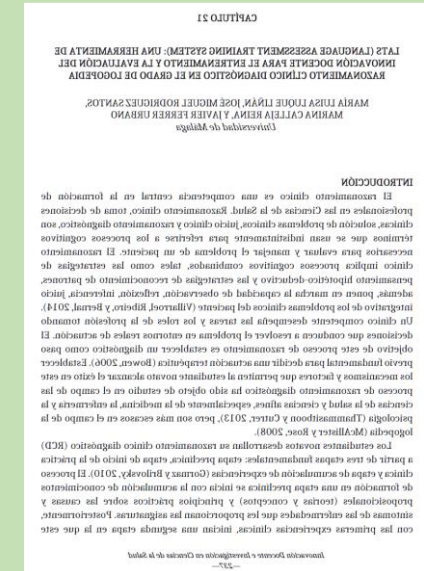 CAPÍTULO 21
LATS (LANGUAGE ASSESSMENT TRAINING SYSTEM): UNA HERRAMIENTA DE
INNOVACIÓN DOCENTE PARA EL ENTRENAMIENTO Y LA EVALUACIÓN DEL
RAZONAMIENTO CLÍNICO DIAGNÓSTICO EN EL GRADO DE LOGOPEDIA
MARÍA LUISA LUQUE LIÑÁN, JOSÉ MIGUEL RODRÍGUEZ SANTOS,
MARINA CALLEJA REINA, Y JAVIER FERRER URBANO
Universidad de Málaga
INTRODUCCIÓN
El razonamiento clínico es una competencia central en la formación de
profesionales en las Ciencias de la Salud. Razonamiento clínico, toma de decisiones
clínicas, solución de problemas clínicos, juicio clínico y razonamiento diagnóstico, son
términos que se usan indistintamente para referirse a los procesos cognitivos
necesarios para evaluar y manejar el problema de un paciente. El razonamiento
clínico implica procesos cognitivos combinados, tales como las estrategias de
pensamiento hipotético-deductivo y las estrategias de reconocimiento de patrones,
además, ponen en marcha la capacidad de observación, reflexión, inferencia, juicio
integrativo de los problemas clínicos del paciente (Villarroel, Ribeiro, y Bernal, 2014).
Un clínico competente desempeña las tareas y los roles de la profesión tomando
decisiones que conducen a resolver el problema en entornos reales de actuación. El
objetivo de este proceso de razonamiento es establecer un diagnóstico como paso
previo fundamental para decidir una actuación terapéutica (Bowen, 2006). Establecer
los mecanismos y factores que permiten al estudiante novato alcanzar el éxito en este
proceso de razonamiento diagnóstico ha sido objeto de estudio en el campo de las
ciencias de la salud y ciencias afines, especialmente de la medicina, la enfermería y la
psicología (Thammasitboon y Cutrer, 2013), pero son más escasos en el campo de la
logopedia (McAllister y Rose, 2008).
Los estudiantes novatos desarrollan su razonamiento clínico diagnóstico (RCD)
a partir de tres etapas fundamentales: etapa preclínica, etapa de inicio de la práctica
clínica y etapa de acumulación de experiencias (Gormaz y Brilovsky, 2010). El proceso
de formación en una etapa preclínica se inicia con la acumulación de conocimientos
proposicionales (teorías y conceptos) y principios prácticos sobre las causas y
síntomas de las enfermedades que les proporcionan las asignaturas. Posteriormente,
con las primeras experiencias clínicas, inician una segunda etapa en la que este
Innovación Docente e Investigación en Ciencias de la Salud
—227—